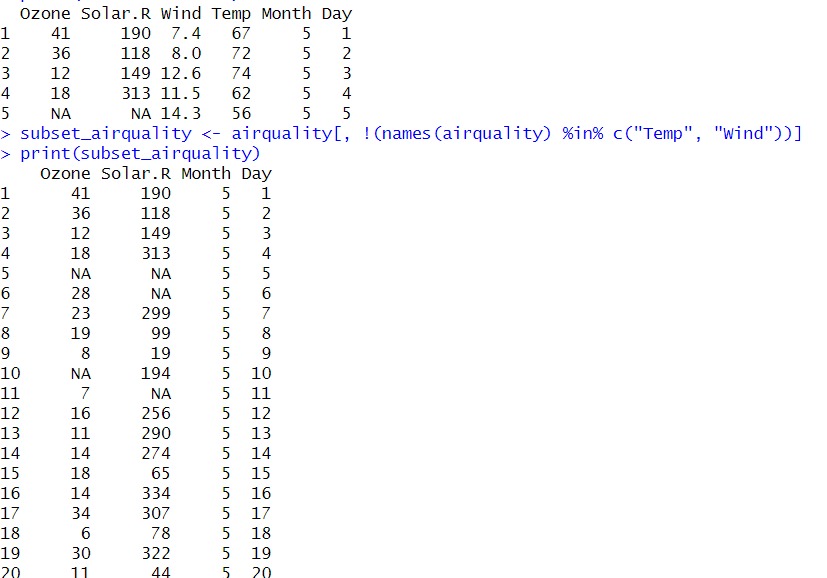 Ozone Solar.R Wind Temp Month Day
1    41     190  7.4   67     5   1
2    36     118  8.0   72     5   2
3    12     149 12.6   74     5   3
4    18     313 11.5   62     5   4
5    NA      NA 14.3   56     5   5
> subset_airquality <- airquality[, !(names(airquality) %in% c("Temp", "Wind"))]
> print(subset_airquality)
    Ozone Solar.R Month Day
1      41     190     5   1
2      36     118     5   2
3      12     149     5   3
4      18     313     5   4
5      NA      NA     5   5
6      28      NA     5   6
7      23     299     5   7
8      19      99     5   8
9       8      19     5   9
10     NA     194     5  10
11      7      NA     5  11
12     16     256     5  12
13     11     290     5  13
14     14     274     5  14
15     18      65     5  15
16     14     334     5  16
17     34     307     5  17
18      6      78     5  18
19     30     322     5  19
20     11      44     5  20